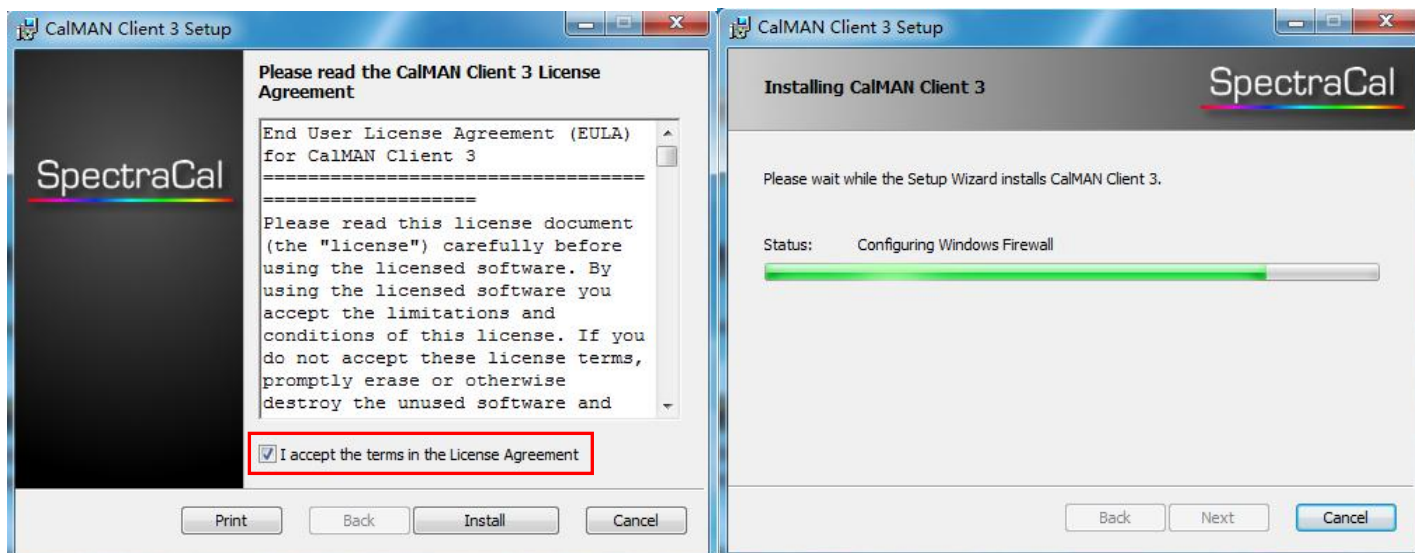 CalMAN Client 3 Setup
SpectraCal
Please read the CalMAN Client 3 License
Agreement
End User License Agreement (EULA)
for CalMAN Client 3
==================================
===================
Please read this license document
(the "license") carefully before
using the licensed software. By
using the licensed software you
accept the limitations and
conditions of this license. If you
do not accept these license terms,
promptly erase or otherwise
destroy the unused software and
I accept the terms in the License Agreement
Print
Back
Install
Cancel
CalMAN Client 3 Setup
Installing CalMAN Client 3
SpectraCal
Please wait while the Setup Wizard installs CalMAN Client 3.
Status: Configuring Windows Firewall
Back
Next
Cancel